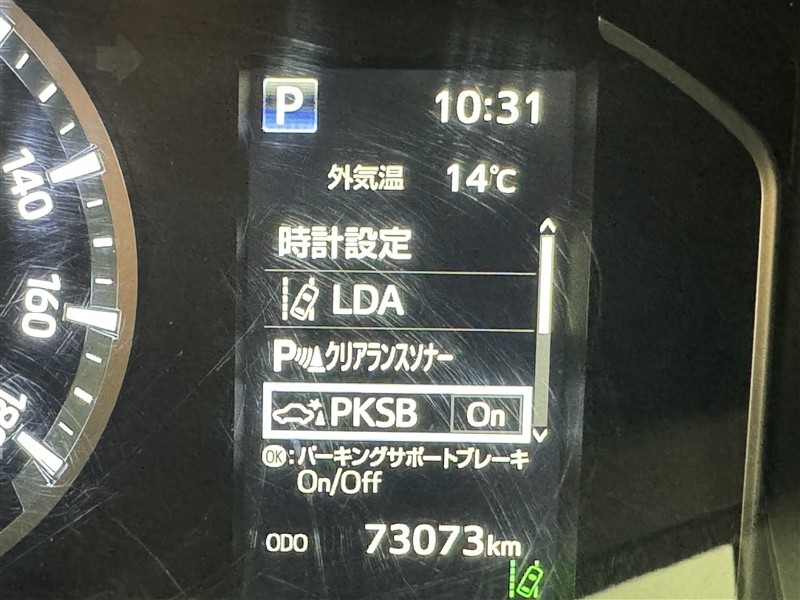 P 10:31
外気温 14℃
時計設定
LDA
Pクリアランスソナー
PKSB On
OK:パーキングサポートブレーキ
On/Off
ODO 73073km
140
160